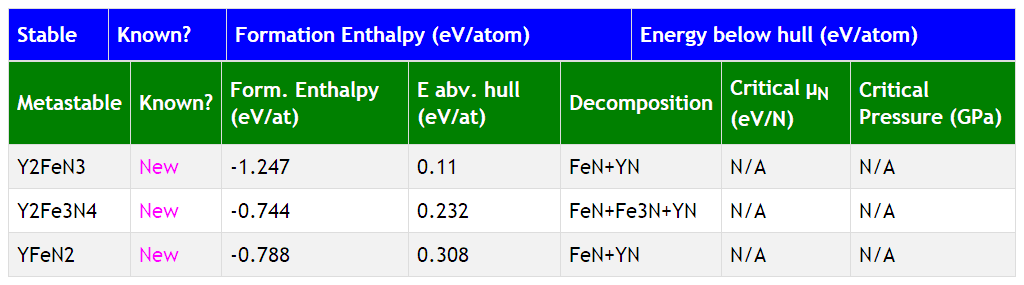 Stable Known? Formation Enthalpy (eV/atom) Energy below hull (eV/atom)
Metastable Known? Form. Enthalpy (eV/at) E abv. hull (eV/at) Decomposition Critical μN (eV/N) Critical Pressure (GPa)
Y2FeN3 New -1.247 0.11 FeN+YN N/A N/A
Y2Fe3N4 New -0.744 0.232 FeN+Fe3N+YN N/A N/A
YFeN2 New -0.788 0.308 FeN+YN N/A N/A